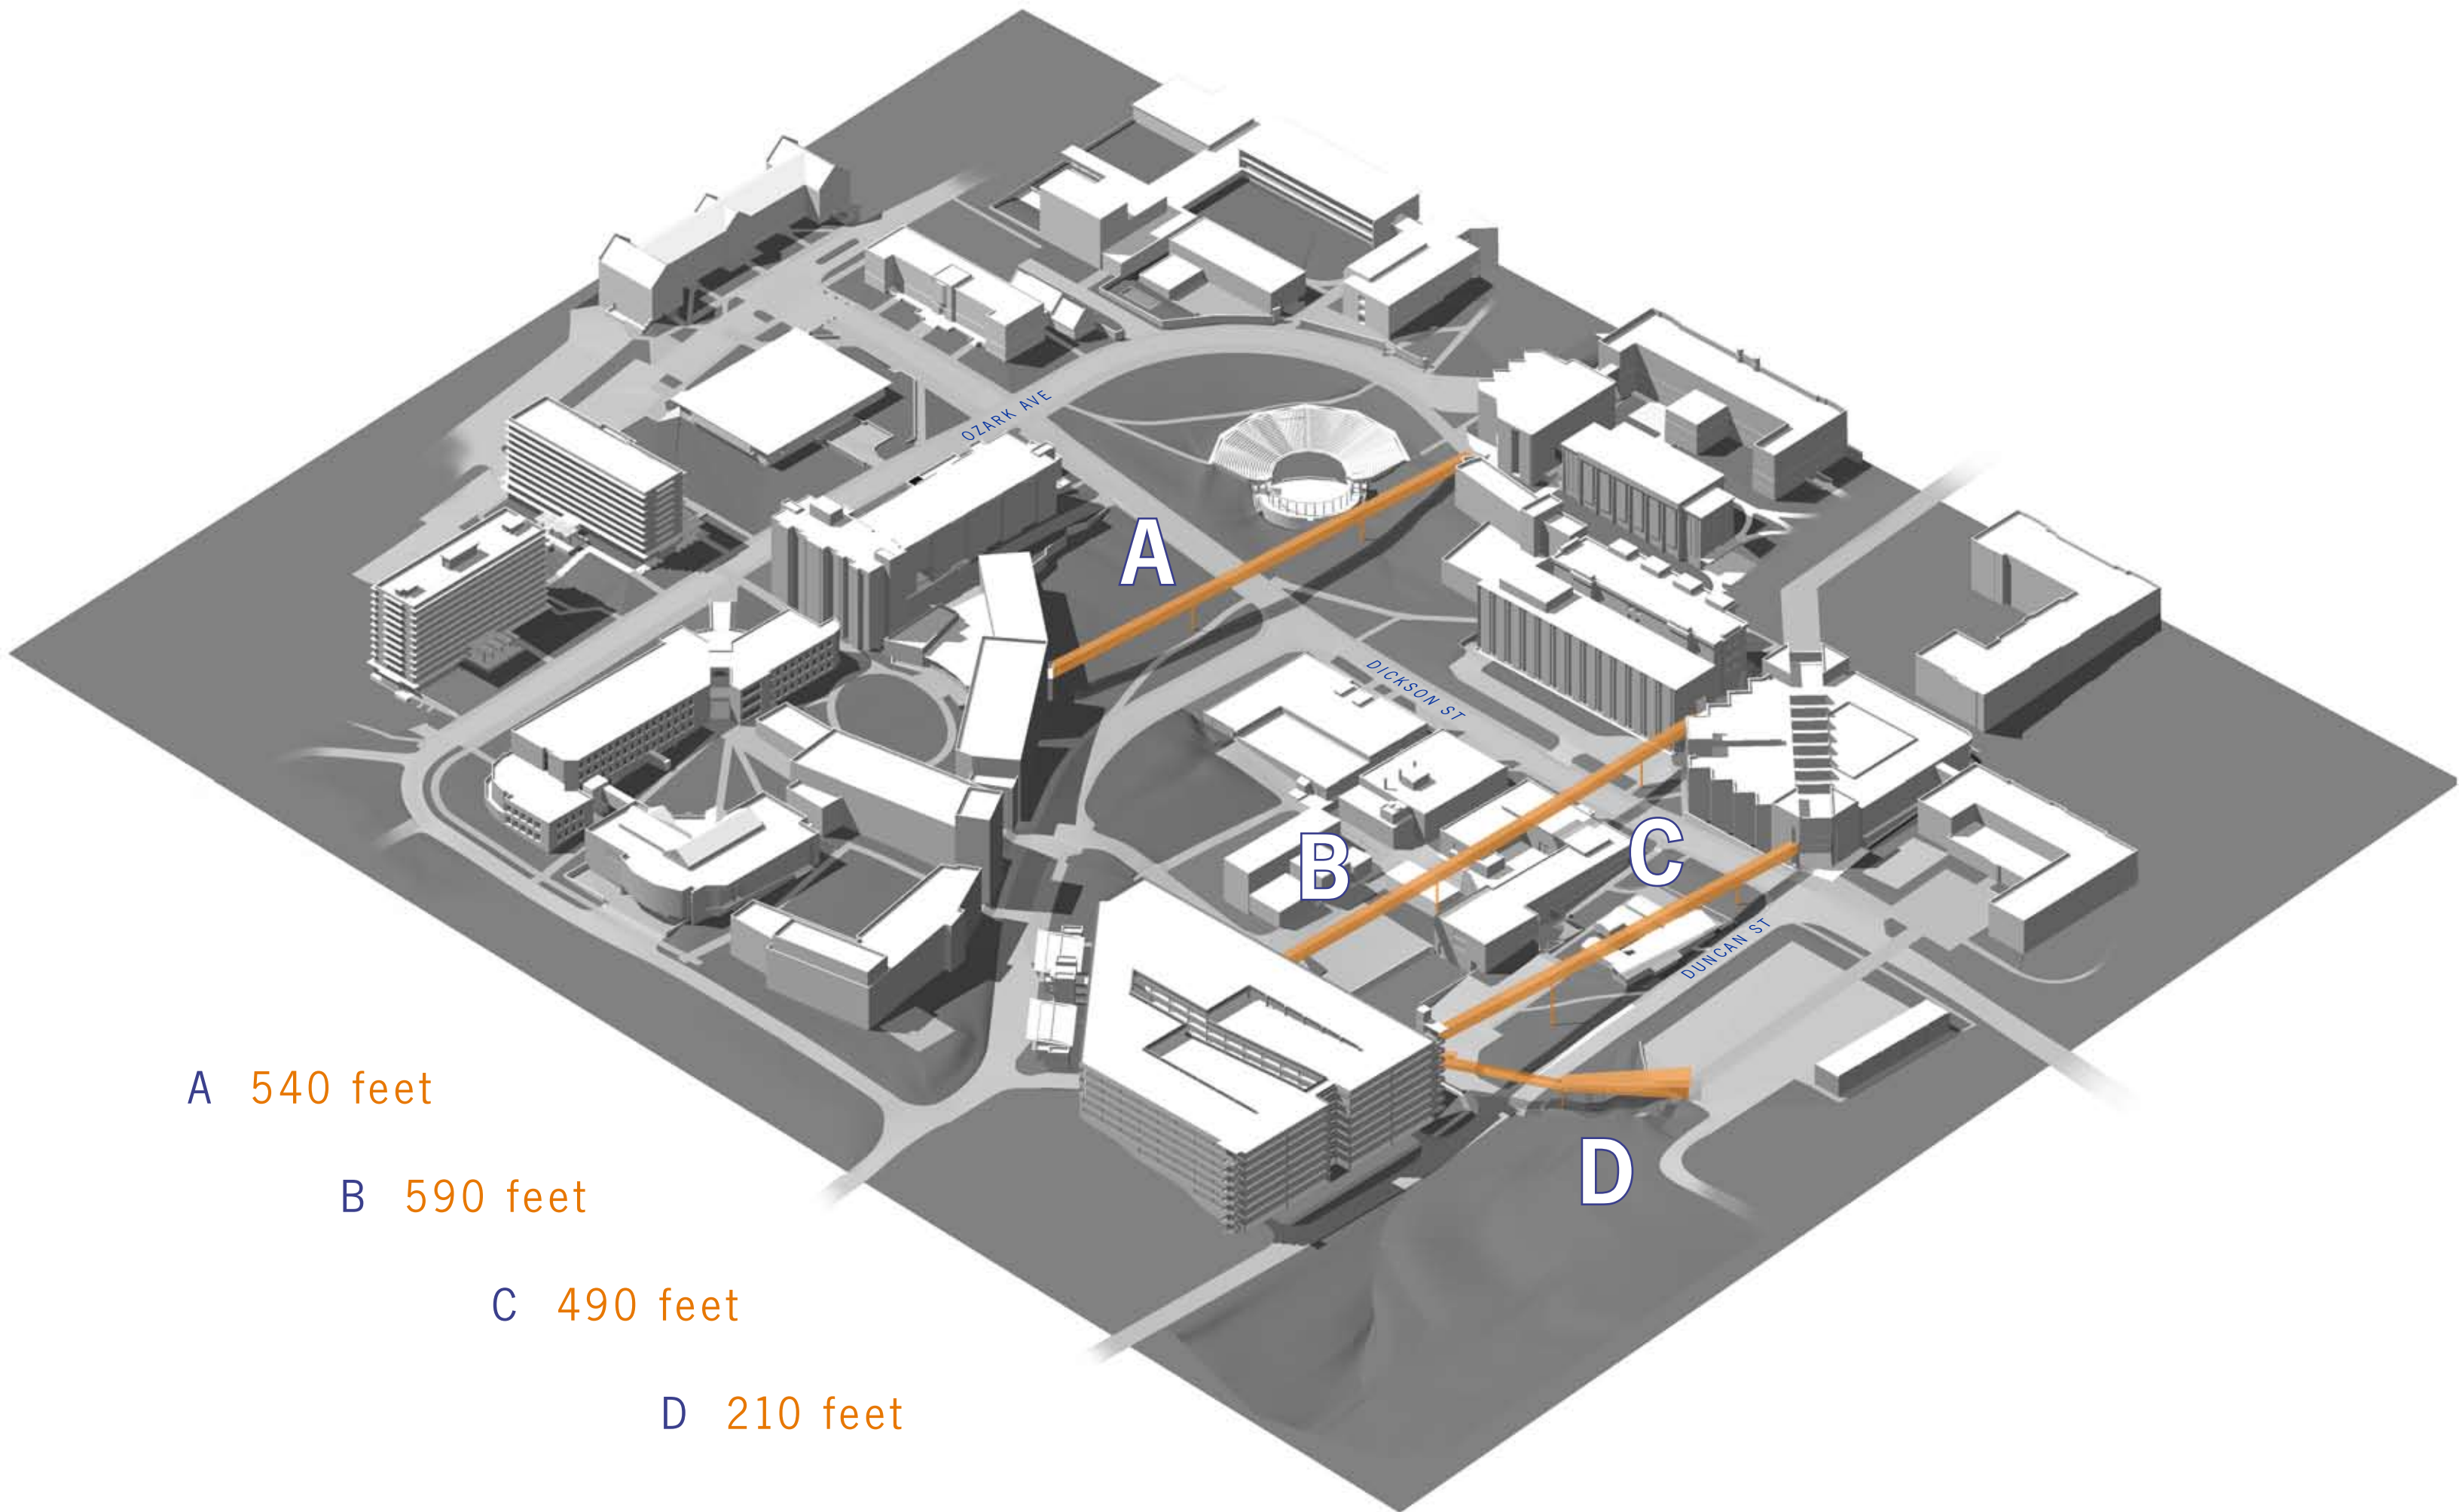 OZARK AVE
A
DICKSON ST
B
C
DUNCAN ST
D
A 540 feet
B 590 feet
C 490 feet
D 210 feet